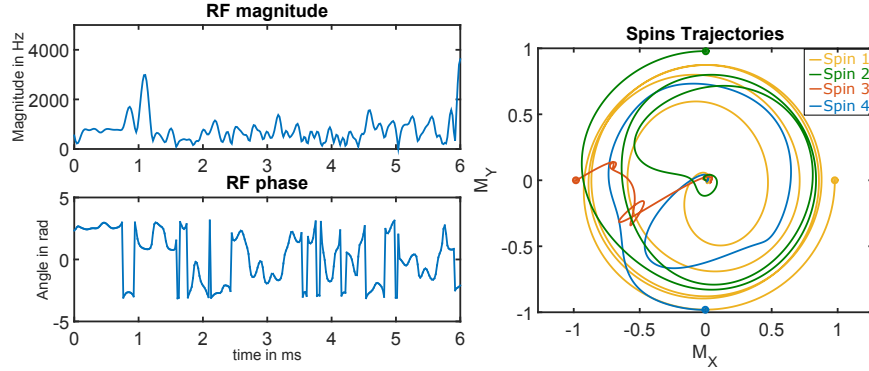 RF magnitude
Magnitude in Hz
4000
2000
0
0 1 2 3 4 5 6
RF phase
Angle in rad
5
0
-5
0 1 2 3 4 5 6
time in ms
Spins Trajectories
Spin 1
Spin 2
Spin 3
Spin 4
M_Y
1
0.5
0
-0.5
-1
-1 -0.5 0 0.5 1
M_X